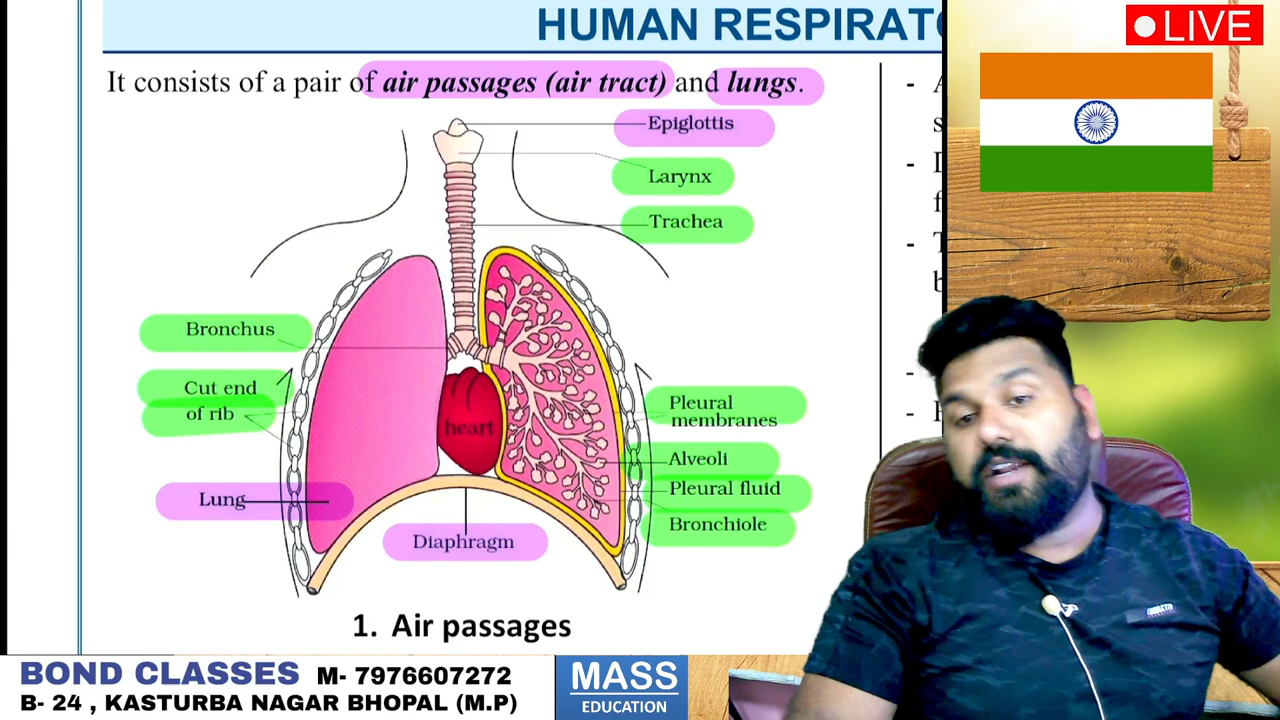 HUMAN RESPIRATO
LIVE
It consists of a pair of air passages (air tract) and lungs.
Epiglottis
Larynx
Trachea
Bronchus
Cut end
of rib
Lung
heart
Pleural
membranes
Alveoli
Pleural fluid
Bronchiole
Diaphragm
1. Air passages
BOND CLASSES M- 7976607272
B- 24 , KASTURBA NAGAR BHOPAL (M.P)
MASS
EDUCATION